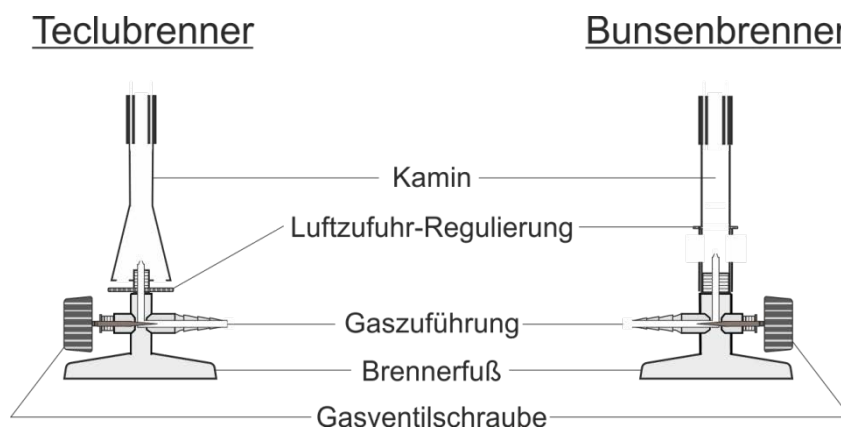 Teclubrenner
Bunsenbrenner
Kamin
Luftzufuhr-Regulierung
Gaszuführung
Brennerfuß
Gasventilschraube